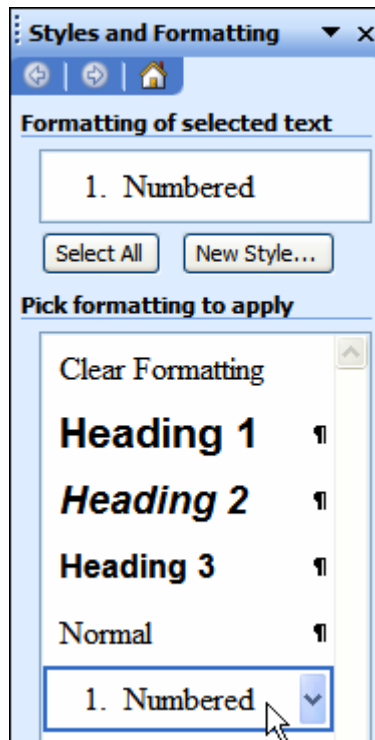 Styles and Formatting
Formatting of selected text
1. Numbered
Select All New Style...
Pick formatting to apply
Clear Formatting
Heading 1 ¶
Heading 2 ¶
Heading 3 ¶
Normal ¶
1. Numbered